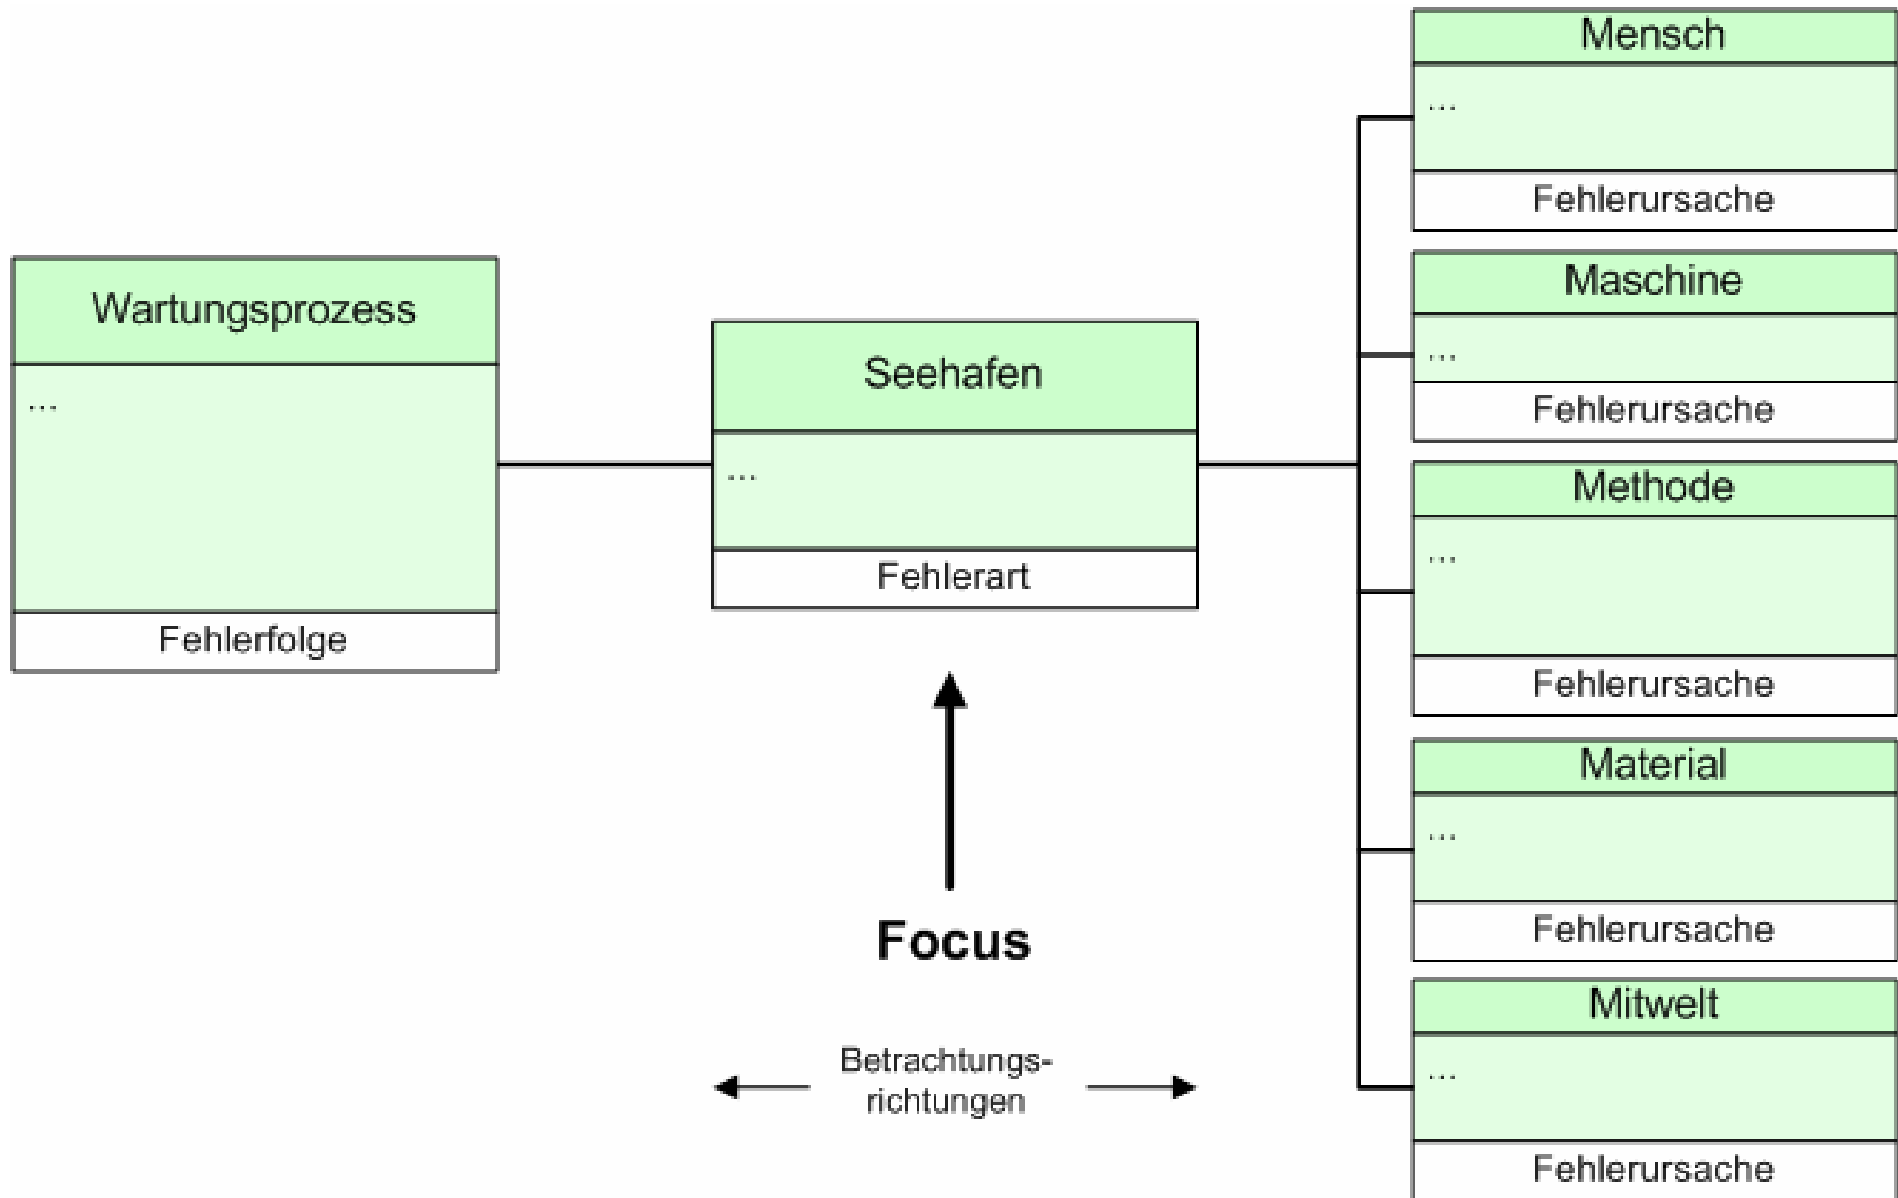 Wartungsprozess
...
Fehlerfolge
Seehafen
...
Fehlerart
Focus
Betrachtungs-
richtungen
Mensch
...
Fehlerursache
Maschine
...
Fehlerursache
Methode
...
Fehlerursache
Material
...
Fehlerursache
Mitwelt
...
Fehlerursache